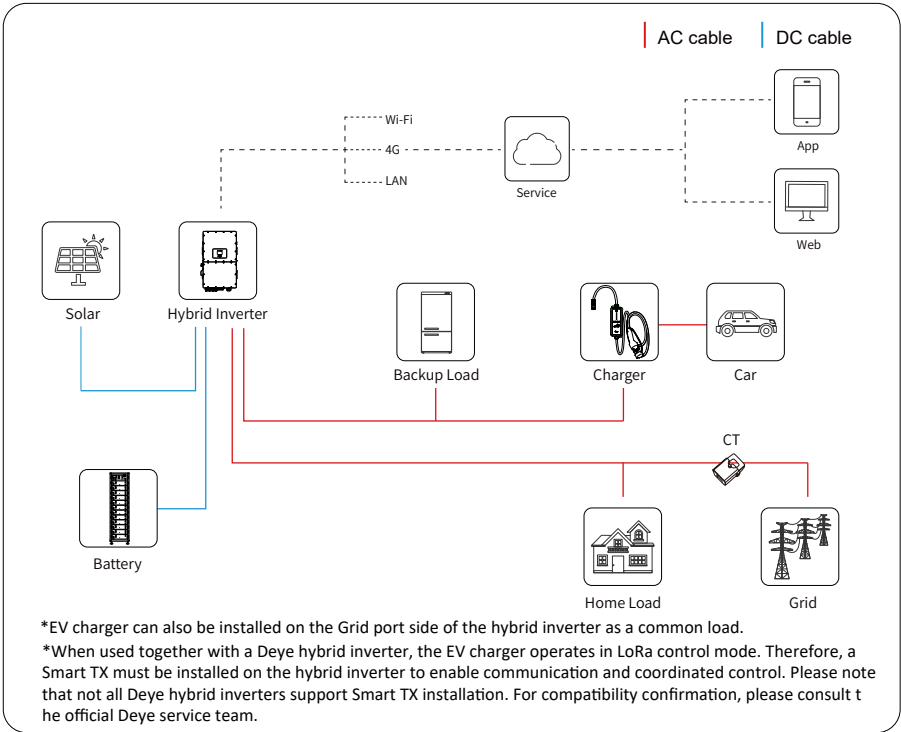 AC cable
DC cable
Wi-Fi
4G
LAN
Service
App
Web
Solar
Hybrid Inverter
Backup Load
Charger
Car
CT
Battery
Home Load
Grid
*EV charger can also be installed on the Grid port side of the hybrid inverter as a common load.
*When used together with a Deye hybrid inverter, the EV charger operates in LoRa control mode. Therefore, a
Smart TX must be installed on the hybrid inverter to enable communication and coordinated control. Please note
that not all Deye hybrid inverters support Smart TX installation. For compatibility confirmation, please consult t
he official Deye service team.